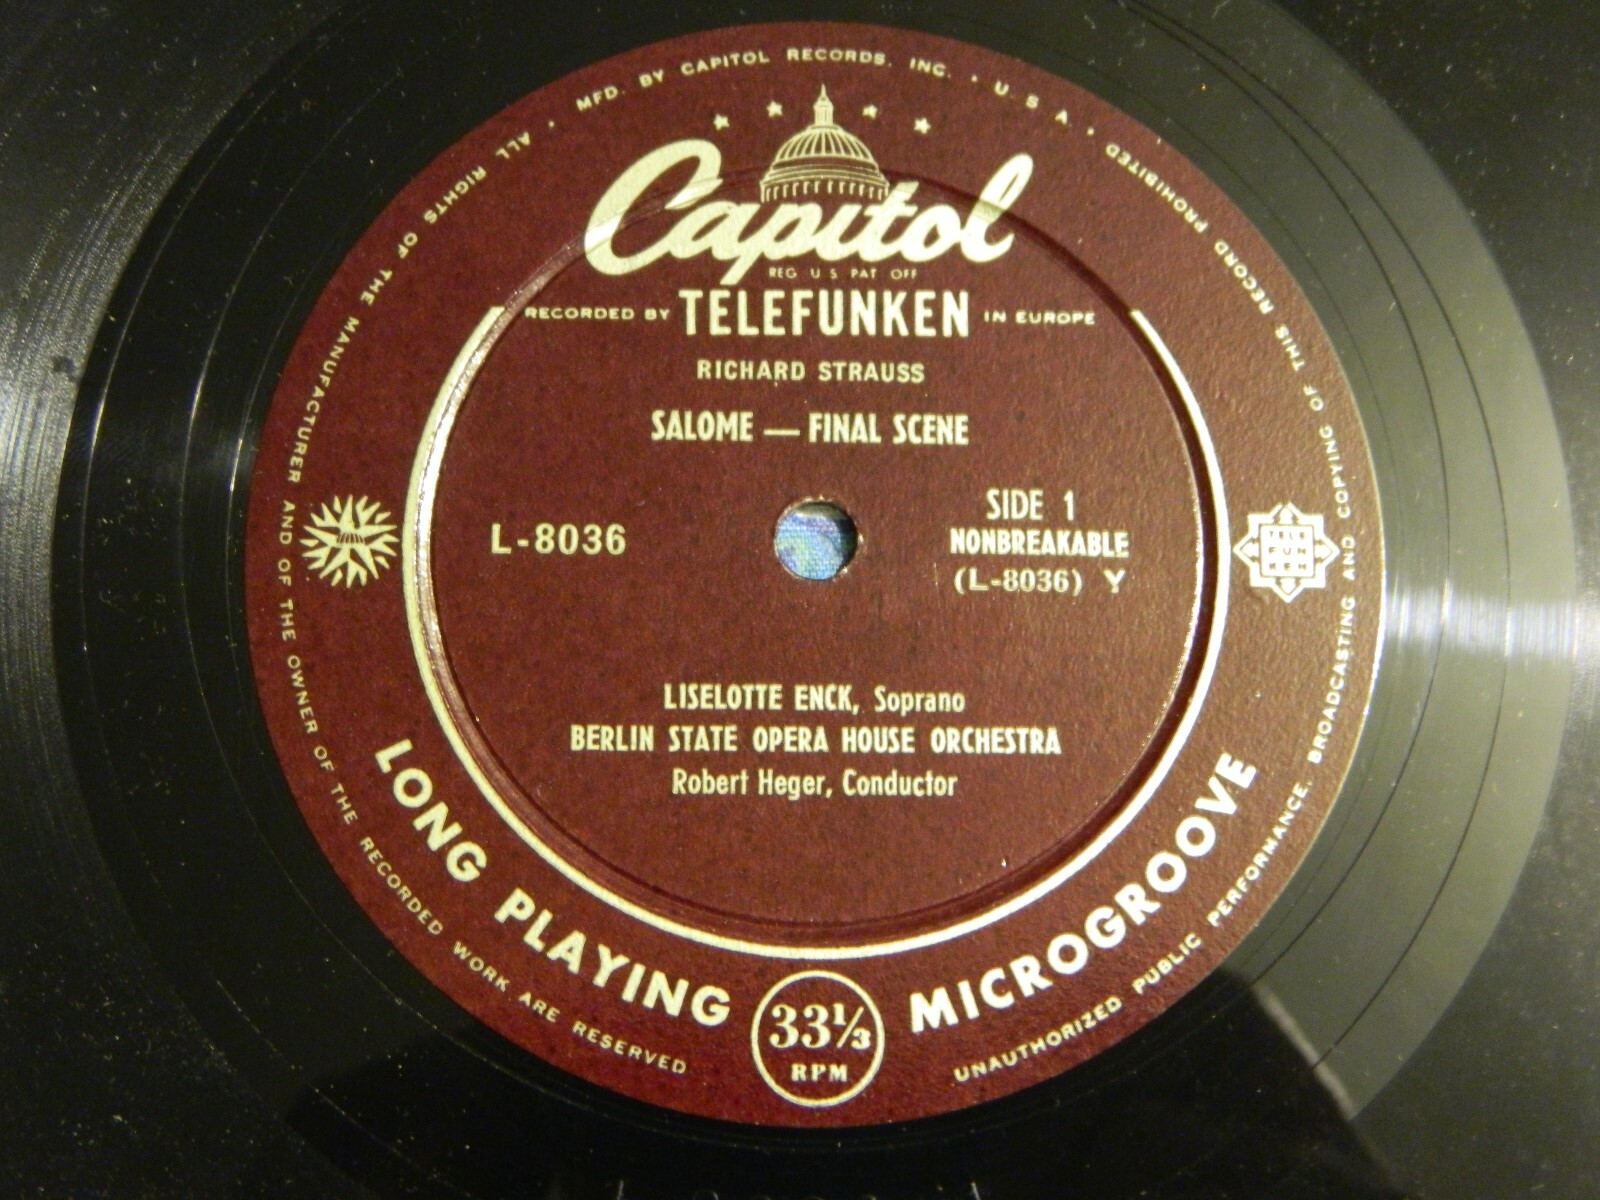 ALL RIGHTS OF THE MANUFACTURER AND OF THE OWNER OF THE RECORDED WORK ARE RESERVED
• MFD. BY CAPITOL RECORDS, INC. • U S A •
UNAUTHORIZED PUBLIC PERFORMANCE, BROADCASTING AND COPYING OF THIS RECORD PROHIBITED
Capitol
REG U S PAT OFF
RECORDED BY TELEFUNKEN IN EUROPE
RICHARD STRAUSS
SALOME — FINAL SCENE
L-8036
SIDE 1
NONBREAKABLE
(L-8036) Y
TELE
FUN
KEN
LISELOTTE ENCK, Soprano
BERLIN STATE OPERA HOUSE ORCHESTRA
Robert Heger, Conductor
LONG PLAYING MICROGROOVE
33⅓
RPM